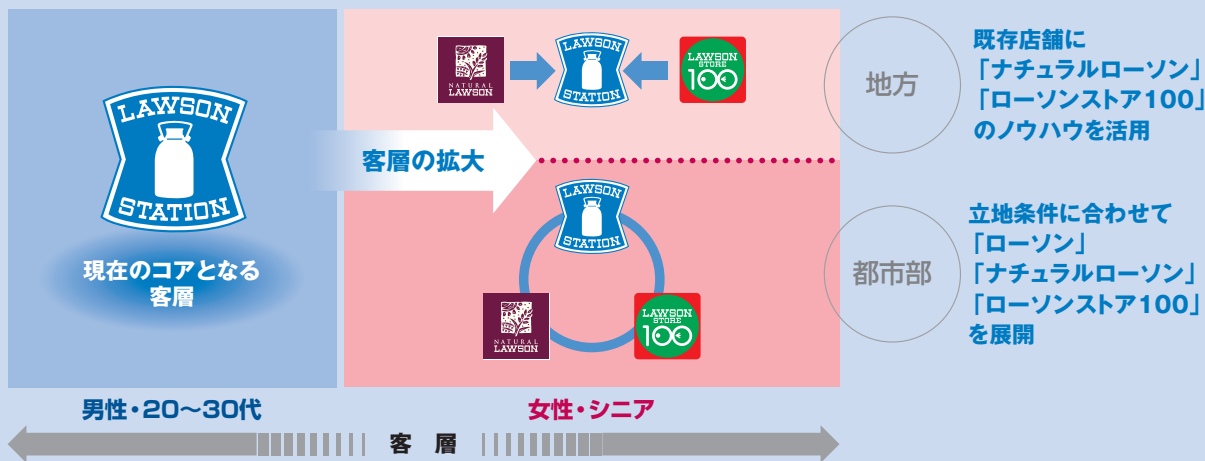 LAWSON
STATION
現在のコアとなる
客層
客層の拡大
NATURAL
LAWSON
LAWSON
STATION
LAWSON
STORE
100
LAWSON
STATION
NATURAL
LAWSON
LAWSON
STORE
100
地方
既存店舗に
「ナチュラルローソン」
「ローソンストア100」
のノウハウを活用
都市部
立地条件に合わせて
「ローソン」
「ナチュラルローソン」
「ローソンストア100」
を展開
男性・20～30代
女性・シニア
客 層